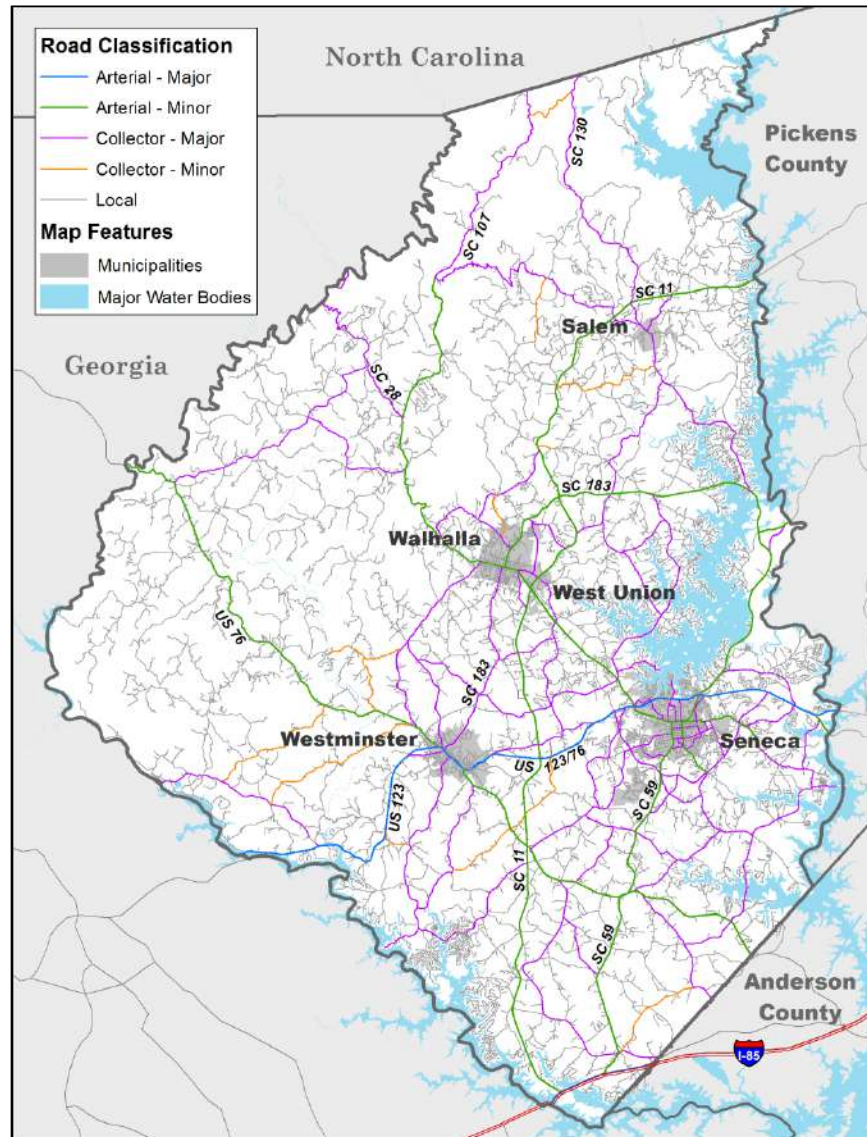 Road Classification
Arterial - Major
Arterial - Minor
Collector - Major
Collector - Minor
Local
Map Features
Municipalities
Major Water Bodies
North Carolina
Pickens
County
SC 130
SC 107
SC 11
Salem
Georgia
SC 28
SC 183
Walhalla
West Union
US 76
SC 183
Westminster
Seneca
US 123/76
US 123
SC 59
SC 11
SC 59
Anderson
County
I-85